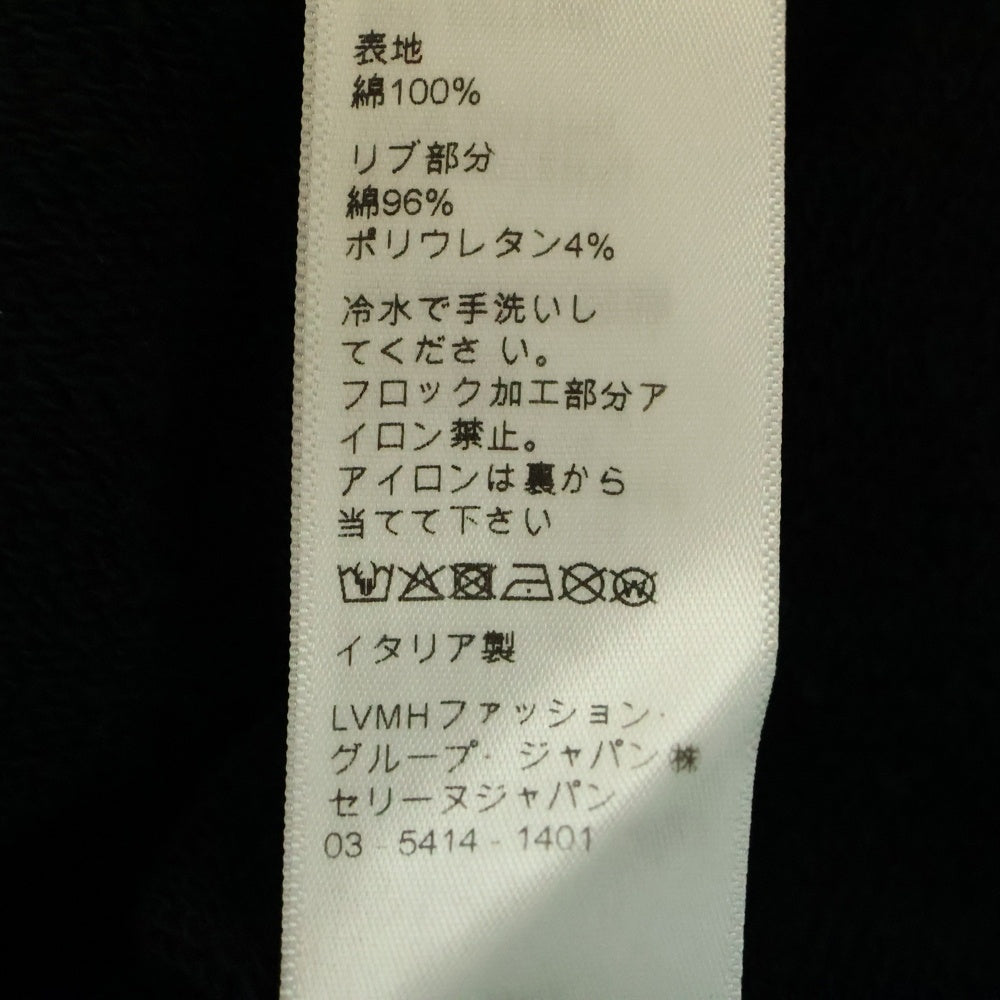 表地
綿100%
リブ部分
綿96%
ポリウレタン4%
冷水で手洗いし
てくださ い。
フロック加工部分ア
イロン禁止。
アイロンは裏から
当てて下さい
イタリア製
LVMHファッション·
グループ· ジャパン 株
セリーヌジャパン
03 - 5414 - 1401